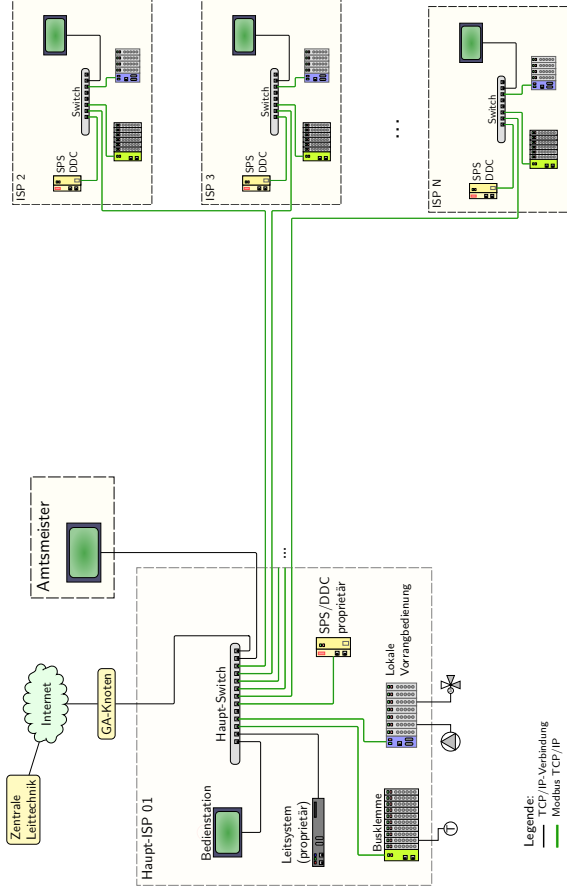 Zentrale
Leittechnik
Internet
GA-Knoten
Amtsmeister
Haupt-ISP 01
Haupt-Switch
Bedienstation
Leitsystem
(proprietär)
Busklemme
SPS/DDC
proprietär
Lokale
Vorrangbedienung
T
...
ISP 2
SPS
DDC
Switch
ISP 3
SPS
DDC
Switch
...
ISP N
SPS
DDC
Switch
Legende:
TCP/IP-Verbindung
Modbus TCP/IP